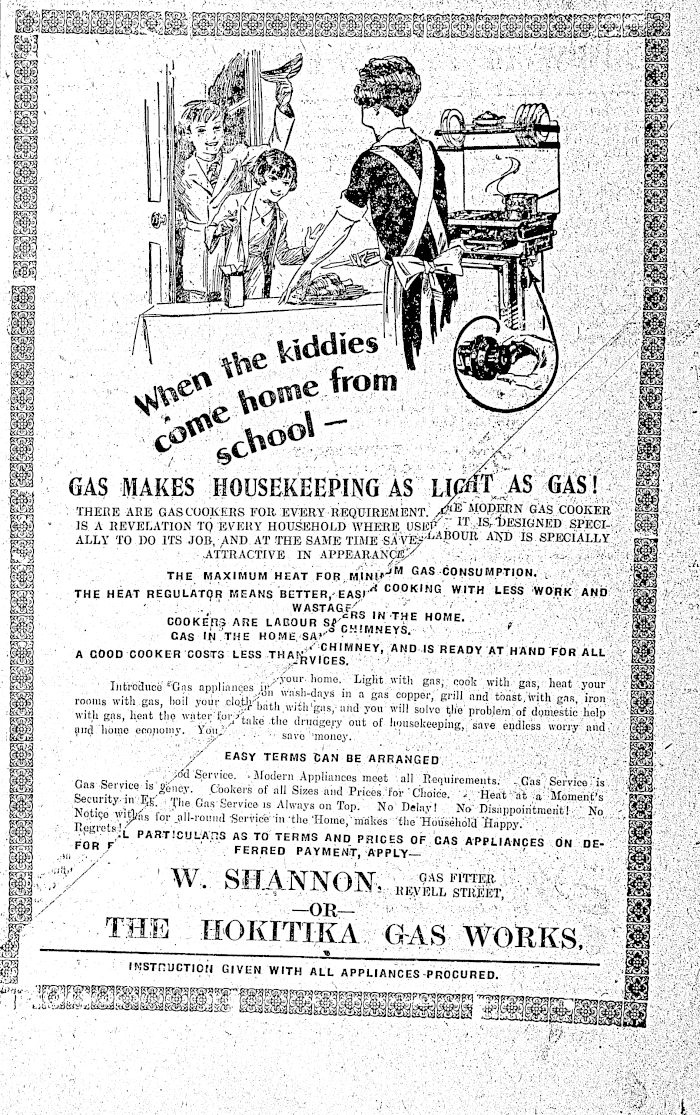 When the kiddies
come home from
school —
GAS MAKES HOUSEKEEPING AS LIGHT AS GAS!
THERE ARE GAS COOKERS FOR EVERY REQUIREMENT. THE MODERN GAS COOKER
IS A REVELATION TO EVERY HOUSEHOLD WHERE USED. IT IS DESIGNED SPECI-
ALLY TO DO ITS JOB, AND AT THE SAME TIME SAVES LABOUR AND IS SPECIALLY
ATTRACTIVE IN APPEARANCE
THE MAXIMUM HEAT FOR MINIMUM GAS CONSUMPTION.
THE HEAT REGULATOR MEANS BETTER, EASIER COOKING WITH LESS WORK AND
WASTAGE
COOKERS ARE LABOUR SAVERS IN THE HOME.
GAS IN THE HOME SAVES CHIMNEYS.
A GOOD COOKER COSTS LESS THAN CHIMNEY, AND IS READY AT HAND FOR ALL
SERVICES.
Introduce Gas appliances in your home. Light with gas, cook with gas, heat your
rooms with gas, boil your clothes on wash-days in a gas copper, grill and toast with gas, iron
with gas, heat the water for bath with gas, and you will solve the problem of domestic help
and home economy. You take the drudgery out of housekeeping, save endless worry and
save money.
EASY TERMS CAN BE ARRANGED
Gas Service is Good Service. Modern Appliances meet all Requirements. Gas Service is
Security in Emergency. Cookers of all Sizes and Prices for Choice. Heat at a Moment's
Notice with The Gas Service is Always on Top. No Delay! No Disappointment! No
Regrets! Gas for all-round Service in the Home, makes the Household Happy.
FOR FULL PARTICULARS AS TO TERMS AND PRICES OF GAS APPLIANCES ON DE-
FERRED PAYMENT, APPLY—
W. SHANNON, GAS FITTER
REVELL STREET,
—OR—
THE HOKITIKA GAS WORKS.
INSTRUCTION GIVEN WITH ALL APPLIANCES PROCURED.